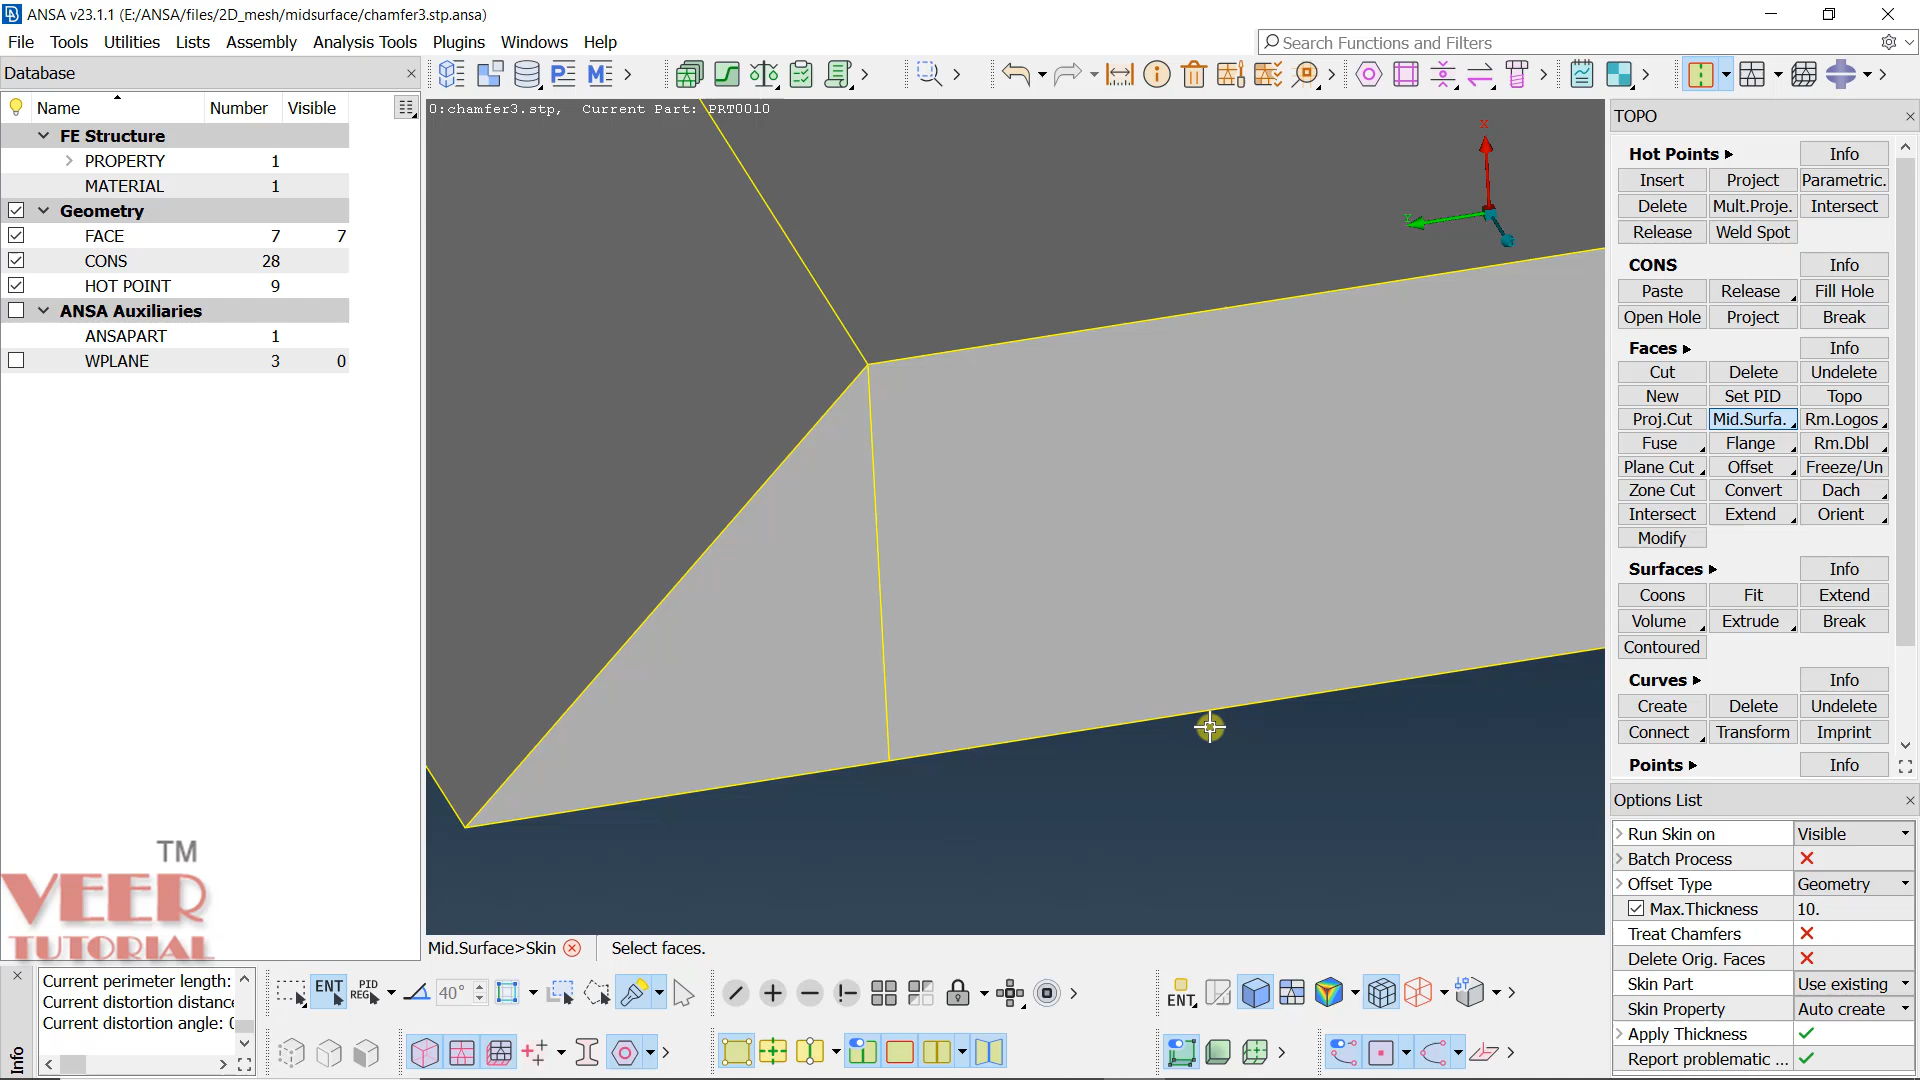 ANSA v23.1.1 (E:/ANSA/files/2D_mesh/midsurface/chamfer3.stp.ansa)
File Tools Utilities Lists Assembly Analysis Tools Plugins Windows Help
Search Functions and Filters
Database
Name Number Visible
FE Structure
PROPERTY 1
MATERIAL 1
Geometry
FACE 7 7
CONS 28
HOT POINT 9
ANSA Auxiliaries
ANSAPART 1
WPLANE 3 0
0:chamfer3.stp, Current Part: PRT0010
X
Y
TM
VEER
TUTORIAL
Mid.Surface>Skin Select faces.
TOPO
Hot Points Info
Insert Project Parametric.
Delete Mult.Proje. Intersect
Release Weld Spot
CONS Info
Paste Release Fill Hole
Open Hole Project Break
Faces Info
Cut Delete Undelete
New Set PID Topo
Proj.Cut Mid.Surfa. Rm.Logos
Fuse Flange Rm.Dbl
Plane Cut Offset Freeze/Un
Zone Cut Convert Dach
Intersect Extend Orient
Modify
Surfaces Info
Coons Fit Extend
Volume Extrude Break
Contoured
Curves Info
Create Delete Undelete
Connect Transform Imprint
Points Info
Options List
Run Skin on Visible
Batch Process
Offset Type Geometry
Max.Thickness 10.
Treat Chamfers
Delete Orig. Faces
Skin Part Use existing
Skin Property Auto create
Apply Thickness
Report problematic ...
Info
Current perimeter length:
Current distortion distance
Current distortion angle: 0
ENT PID REG 40°
ENT